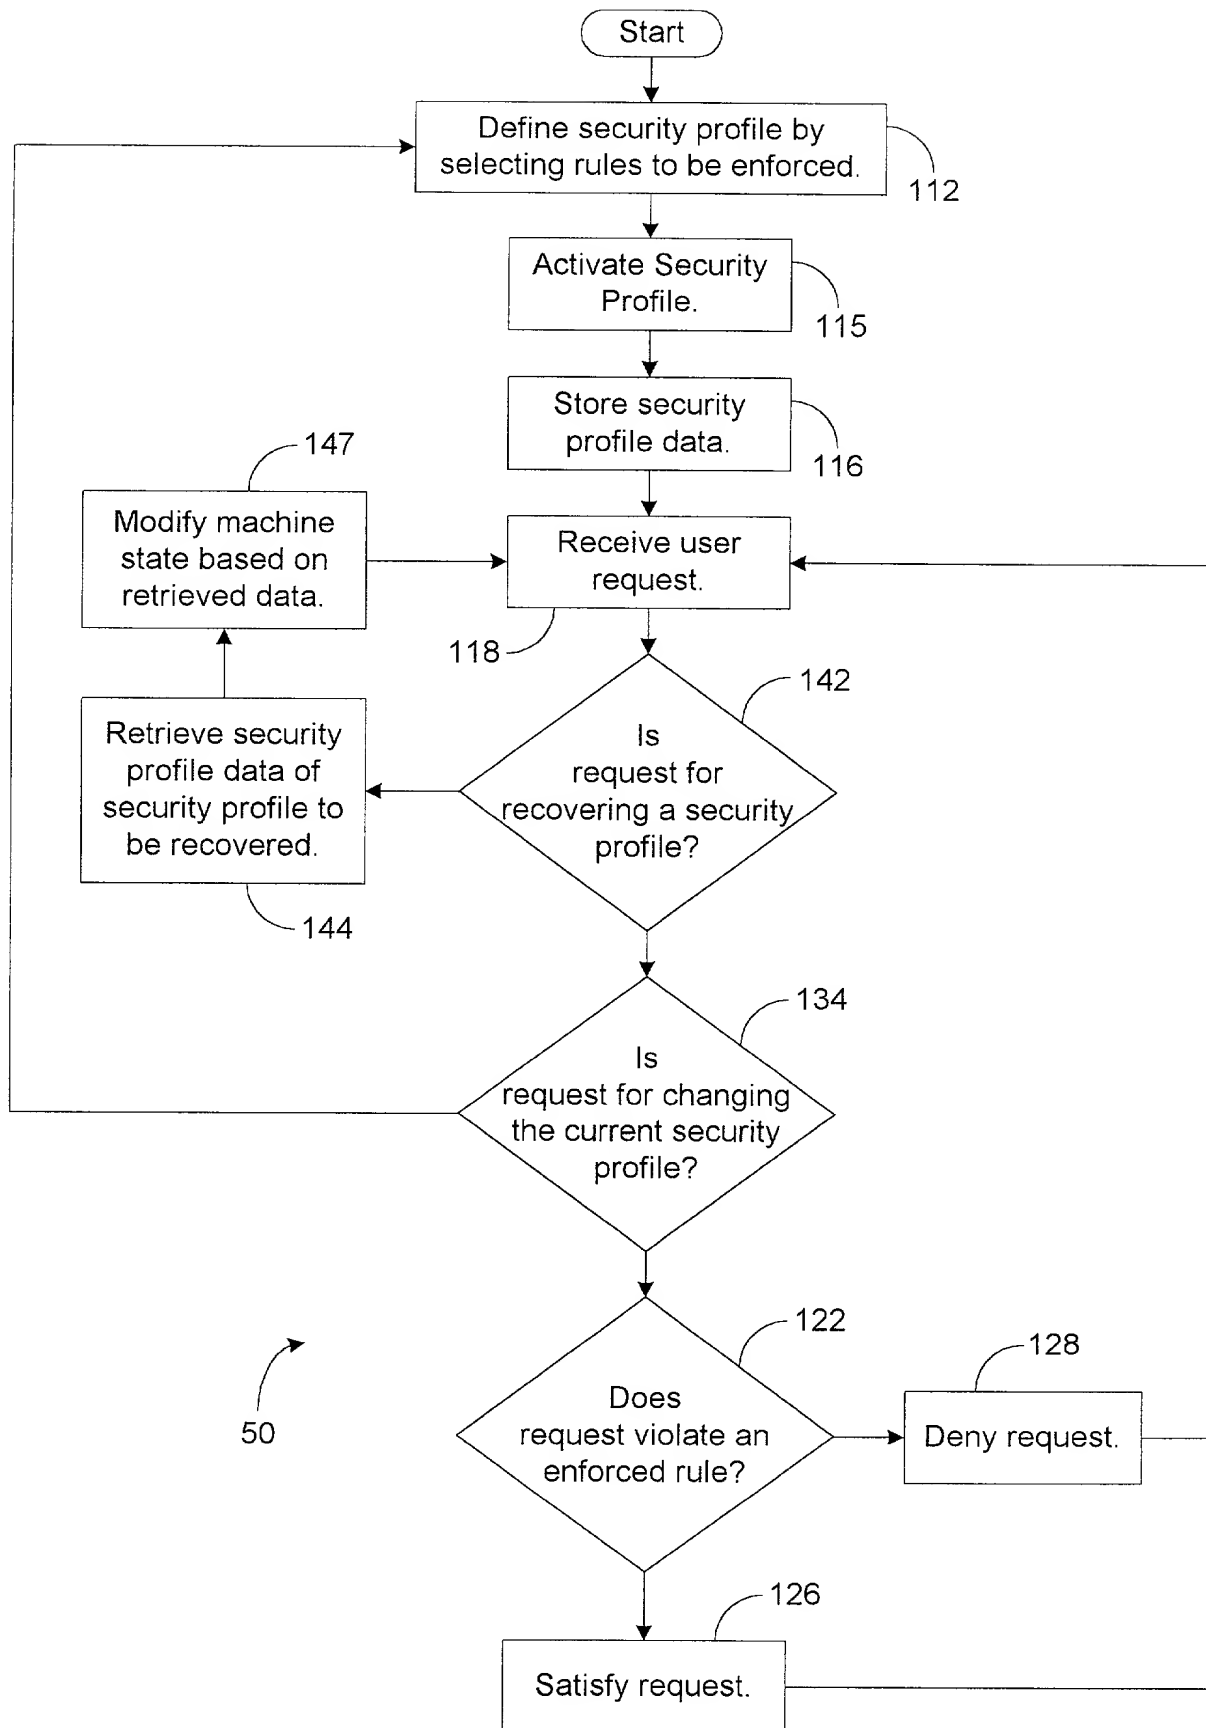 Start
Define security profile by
selecting rules to be enforced.
112
Activate Security
Profile.
115
Store security
profile data.
116
147
Modify machine
state based on
retrieved data.
Receive user
request.
118
142
Is
request for
recovering a security
profile?
Retrieve security
profile data of
security profile to
be recovered.
144
134
Is
request for changing
the current security
profile?
122
Does
request violate an
enforced rule?
128
Deny request.
50
126
Satisfy request.